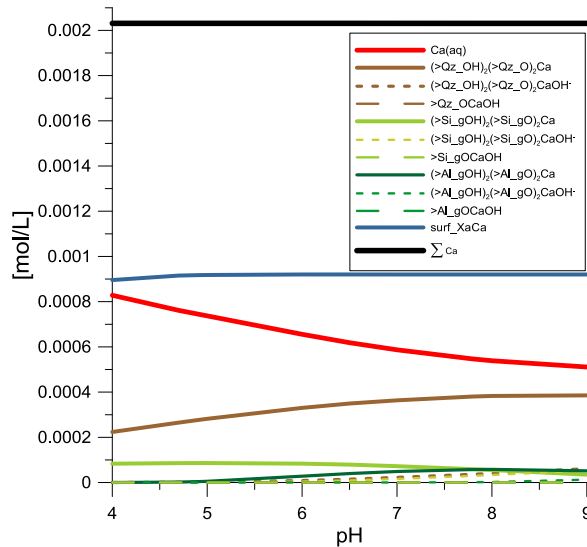 0.002
0.0018
0.0016
0.0014
0.0012
0.001
0.0008
0.0006
0.0004
0.0002
0
[mol/L]
Ca(aq)
(>Qz_OH)₂(>Qz_O)₂Ca
(>Qz_OH)₂(>Qz_O)₂CaOH⁻
>Qz_OCaOH
(>Si_gOH)₂(>Si_gO)₂Ca
(>Si_gOH)₂(>Si_gO)₂CaOH⁻
>Si_gOCaOH
(>Al_gOH)₂(>Al_gO)₂Ca
(>Al_gOH)₂(>Al_gO)₂CaOH⁻
>Al_gOCaOH
surf_XaCa
∑ Ca
4 5 6 7 8 9
pH